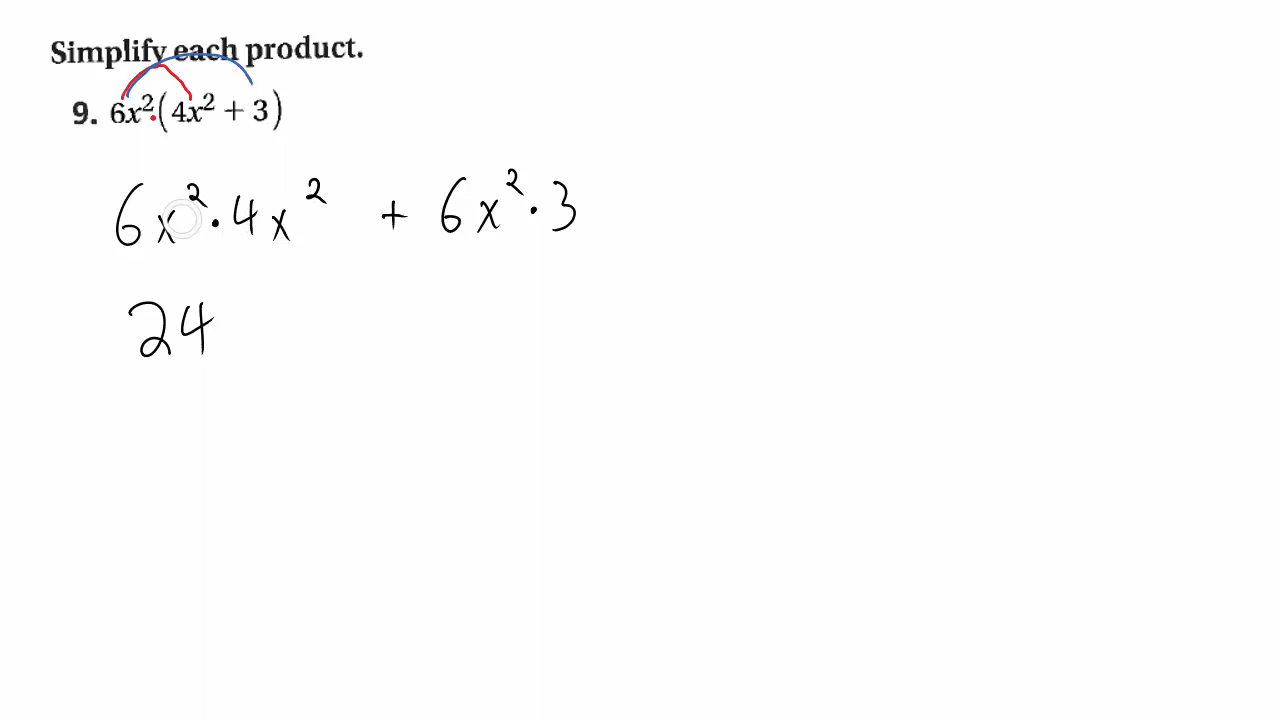 Simplify each product.
9. 6x²(4x² + 3)
6x² · 4x² + 6x² · 3
24